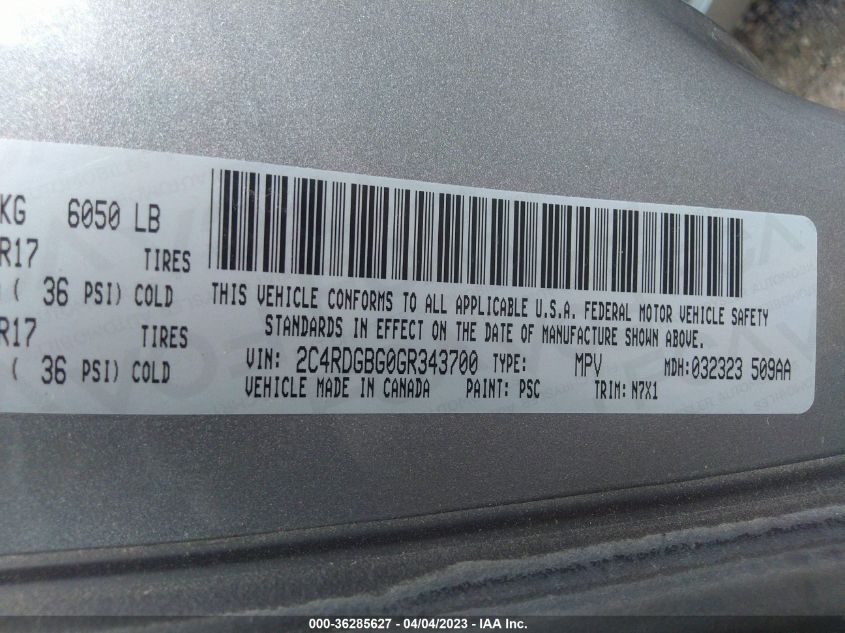 KG 6050 LB
R17 TIRES
( 36 PSI) COLD
R17 TIRES
( 36 PSI) COLD
THIS VEHICLE CONFORMS TO ALL APPLICABLE U.S.A. FEDERAL MOTOR VEHICLE SAFETY
STANDARDS IN EFFECT ON THE DATE OF MANUFACTURE SHOWN ABOVE.
VIN: 2C4RDGBG0GR343700 TYPE: MPV MDH:032323 509AA
VEHICLE MADE IN CANADA PAINT: PSC TRIM: N7X1
000-36285627 - 04/04/2023 - IAA Inc.